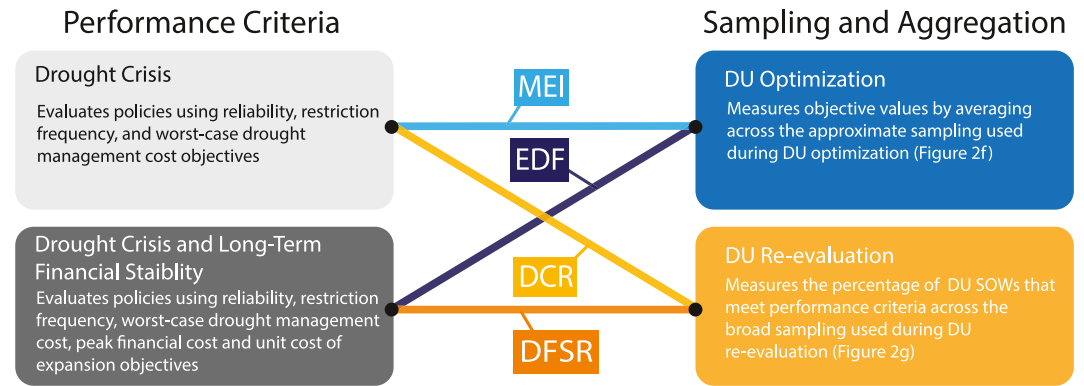 Performance Criteria
Sampling and Aggregation
Drought Crisis
Evaluates policies using reliability, restriction
frequency, and worst-case drought
management cost objectives
MEI
EDF
DU Optimization
Measures objective values by averaging
across the approximate sampling used
during DU optimization (Figure 2f)
Drought Crisis and Long-Term
Financial Staiblity
Evaluates policies using reliability, restriction
frequency, worst-case drought management
cost, peak financial cost and unit cost of
expansion objectives
DCR
DFSR
DU Re-evaluation
Measures the percentage of DU SOWs that
meet performance criteria across the
broad sampling used during DU
re-evaluation (Figure 2g)